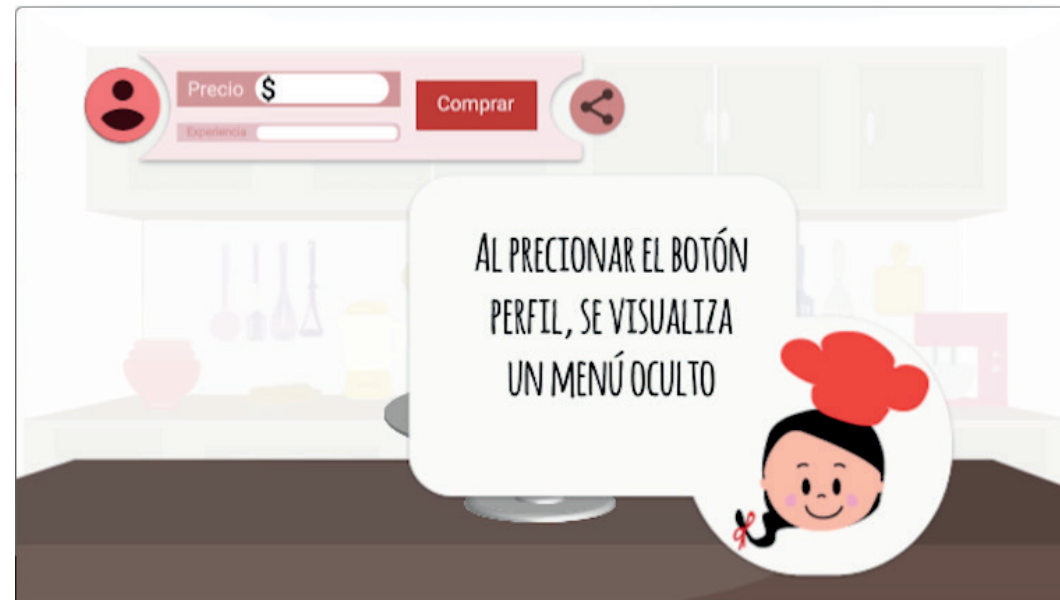 Precio $
Comprar
Experiencia
AL PRECIONAR EL BOTÓN
PERFIL, SE VISUALIZA
UN MENÚ OCULTO